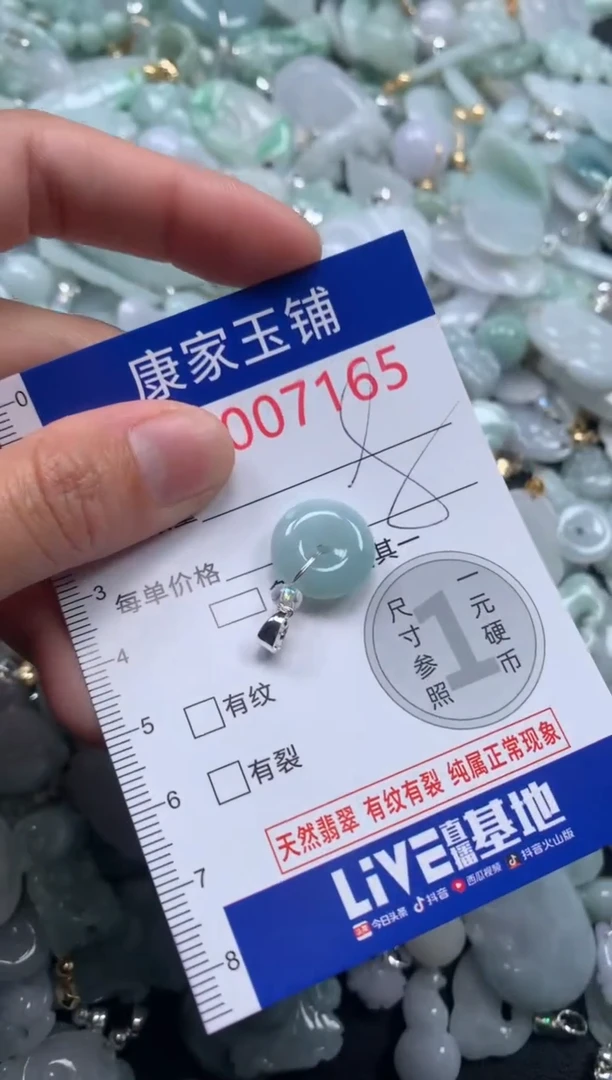 康家玉铺
007165
每单价格
其一
有纹
有裂
尺寸参照
1
一元硬币
天然翡翠 有纹有裂 纯属正常现象
LiVE直播基地
今日头条 抖音 西瓜视频 抖音火山版
0
3
4
5
6
7
8